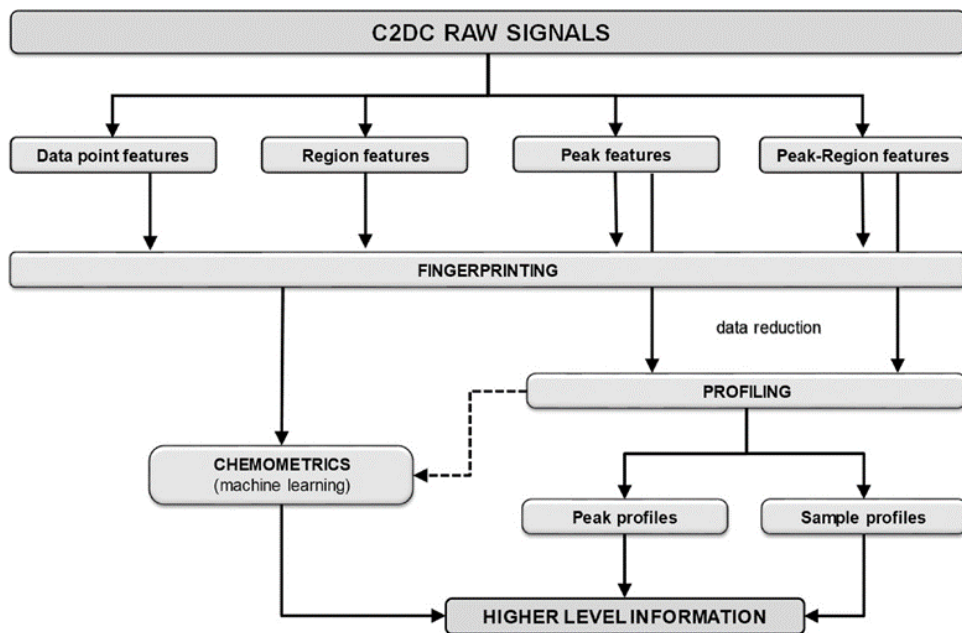 C2DC RAW SIGNALS
Data point features
Region features
Peak features
Peak-Region features
FINGERPRINTING
data reduction
PROFILING
CHEMOMETRICS
(machine learning)
Peak profiles
Sample profiles
HIGHER LEVEL INFORMATION